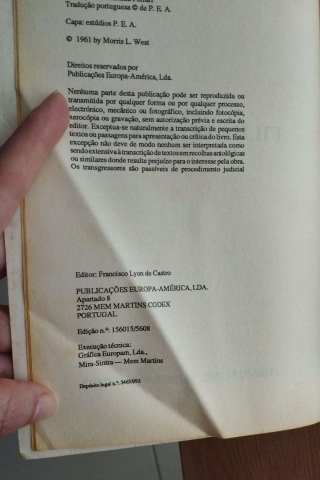 Tradução portuguesa © de P. E. A.
Capa: estúdios P. E. A.
© 1961 by Morris L. West
Direitos reservados por
Publicações Europa-América, Lda.
Nenhuma parte desta publicação pode ser reproduzida ou
transmitida por qualquer forma ou por qualquer processo,
electrónico, mecânico ou fotográfico, incluindo fotocópia,
xerocópia ou gravação, sem autorização prévia e escrita do
editor. Exceptua-se naturalmente a transcrição de pequenos
textos ou passagens para apresentação ou crítica do livro. Esta
excepção não deve de modo nenhum ser interpretada como
sendo extensiva à transcrição de textos em recolhas antológicas
ou similares donde resulte prejuízo para o interesse pela obra.
Os transgressores são passíveis de procedimento judicial
Editor: Francisco Lyon de Castro
PUBLICAÇÕES EUROPA-AMÉRICA, LDA.
Apartado 8
2726 MEM MARTINS CODEX
PORTUGAL
Edição n.º: 156015/5608
Execução técnica:
Gráfica Europam, Lda.,
Mira-Sintra — Mem Martins
Depósito legal n.º: 54635/92